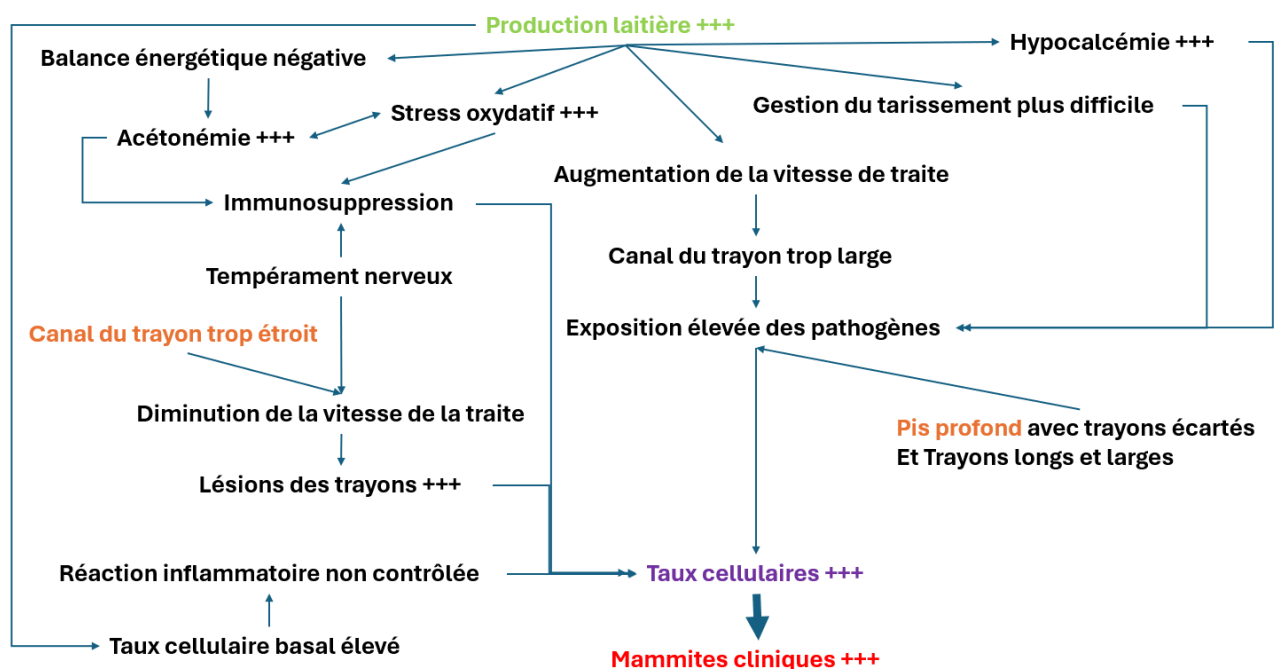 Production laitière +++
Balance énergétique négative
Hypocalcémie +++
Stress oxydatif +++
Gestion du tarissement plus difficile
Acétonémie +++
Augmentation de la vitesse de traite
Immunosuppression
Canal du trayon trop large
Tempérament nerveux
Canal du trayon trop étroit
Exposition élevée des pathogènes
Diminution de la vitesse de la traite
Pis profond avec trayons écartés
Et Trayons longs et larges
Lésions des trayons +++
Réaction inflammatoire non contrôlée
Taux cellulaires +++
Taux cellulaire basal élevé
Mammites cliniques +++